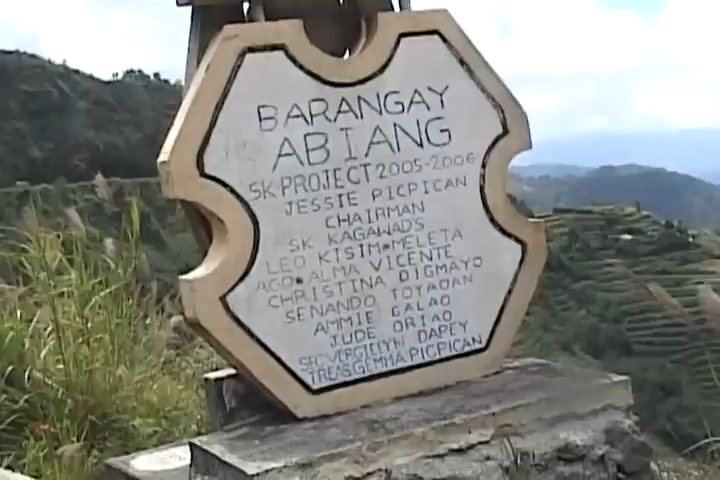 BARANGAY
ABIANG
SK PROJECT 2005-2006
JESSIE PICPICAN
CHAIRMAN
SK KAGAWADS
LEO KISIM•MELETA
AGO•ALMA VICENTE
CHRISTINA DIGMAYO
SENANDO TOYAOAN
AMMIE GALAO
JUDE ORIAO
SEC.VERGIELYN DAPEY
TREAS:GEMMA PICPICAN